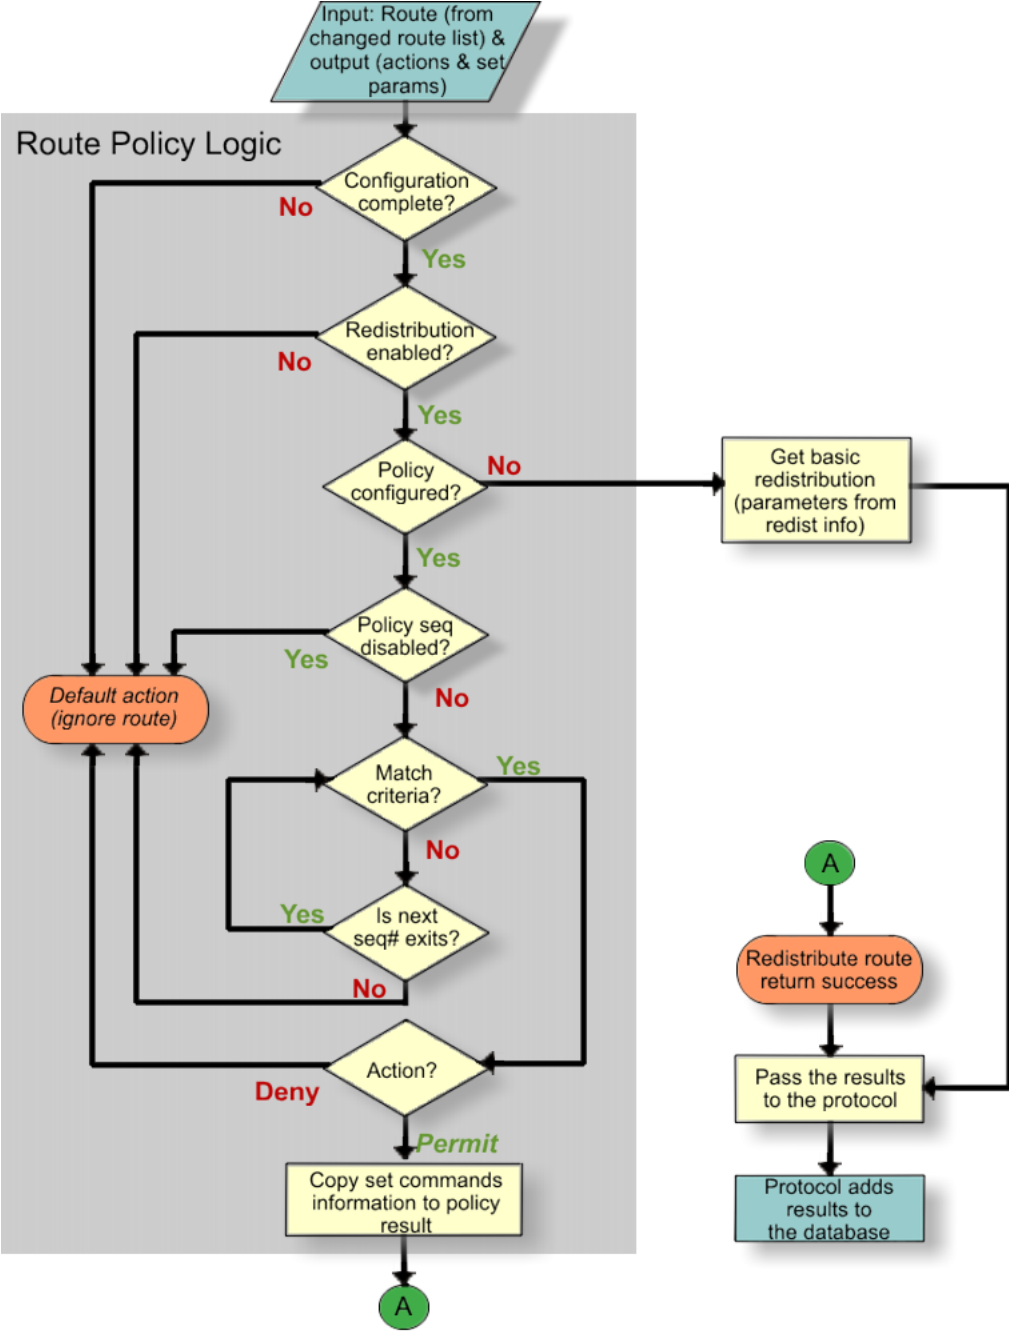 Input: Route (from
changed route list) &
output (actions & set
params)
Route Policy Logic
Configuration
complete?
No
Yes
Redistribution
enabled?
No
Yes
Policy
configured?
No
Get basic
redistribution
(parameters from
redist info)
Yes
Policy seq
disabled?
Yes
No
Default action
(ignore route)
Match
criteria?
Yes
No
Is next
seq# exits?
Yes
No
Action?
Deny
Permit
Copy set commands
information to policy
result
A
A
Redistribute route
return success
Pass the results
to the protocol
Protocol adds
results to
the database